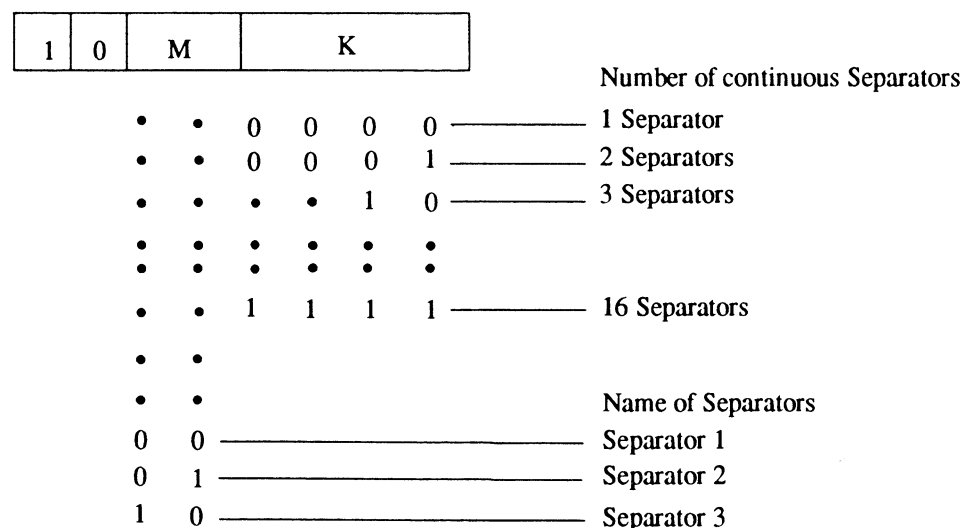 1 0 M K
Number of continuous Separators
• • 0 0 0 0 1 Separator
• • 0 0 0 1 2 Separators
• • • • 1 0 3 Separators
• • • • • •
• • • • • •
• • 1 1 1 1 16 Separators
• •
• • Name of Separators
0 0 Separator 1
0 1 Separator 2
1 0 Separator 3